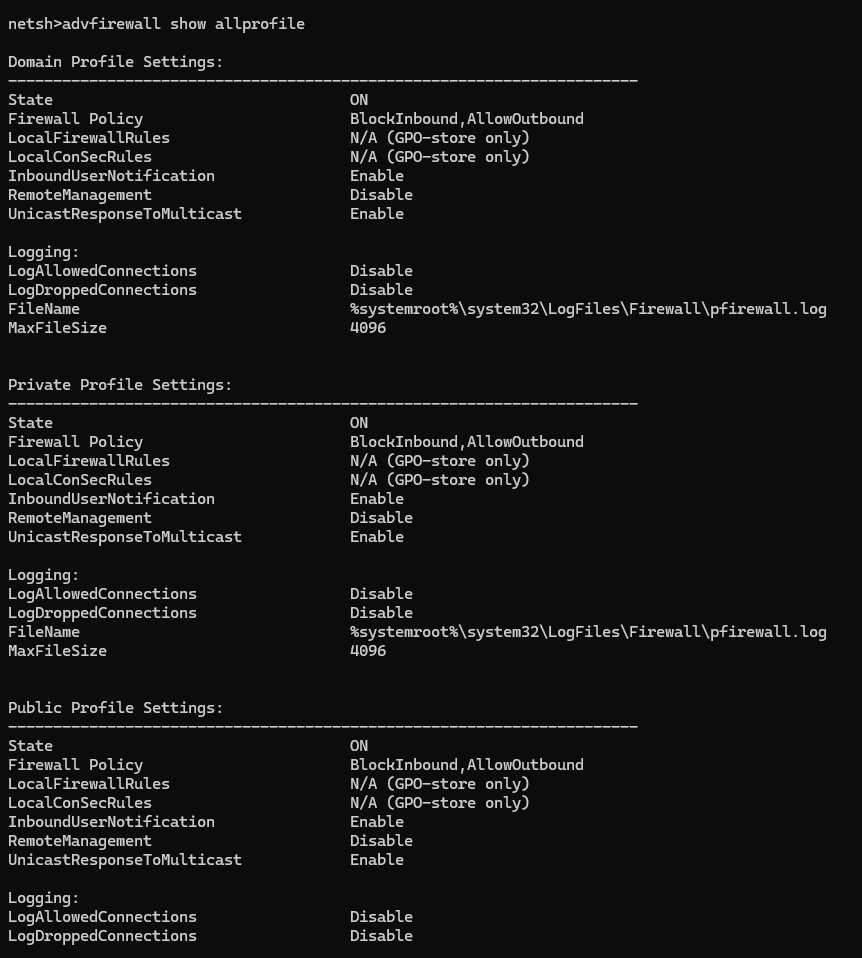 netsh>advfirewall show allprofile
Domain Profile Settings:
----------------------------------------------------------------------
State                                 ON
Firewall Policy                       BlockInbound,AllowOutbound
LocalFirewallRules                    N/A (GPO-store only)
LocalConSecRules                      N/A (GPO-store only)
InboundUserNotification               Enable
RemoteManagement                      Disable
UnicastResponseToMulticast            Enable
Logging:
LogAllowedConnections                 Disable
LogDroppedConnections                 Disable
FileName                              %systemroot%\system32\LogFiles\Firewall\pfirewall.log
MaxFileSize                           4096
Private Profile Settings:
----------------------------------------------------------------------
State                                 ON
Firewall Policy                       BlockInbound,AllowOutbound
LocalFirewallRules                    N/A (GPO-store only)
LocalConSecRules                      N/A (GPO-store only)
InboundUserNotification               Enable
RemoteManagement                      Disable
UnicastResponseToMulticast            Enable
Logging:
LogAllowedConnections                 Disable
LogDroppedConnections                 Disable
FileName                              %systemroot%\system32\LogFiles\Firewall\pfirewall.log
MaxFileSize                           4096
Public Profile Settings:
----------------------------------------------------------------------
State                                 ON
Firewall Policy                       BlockInbound,AllowOutbound
LocalFirewallRules                    N/A (GPO-store only)
LocalConSecRules                      N/A (GPO-store only)
InboundUserNotification               Enable
RemoteManagement                      Disable
UnicastResponseToMulticast            Enable
Logging:
LogAllowedConnections                 Disable
LogDroppedConnections                 Disable